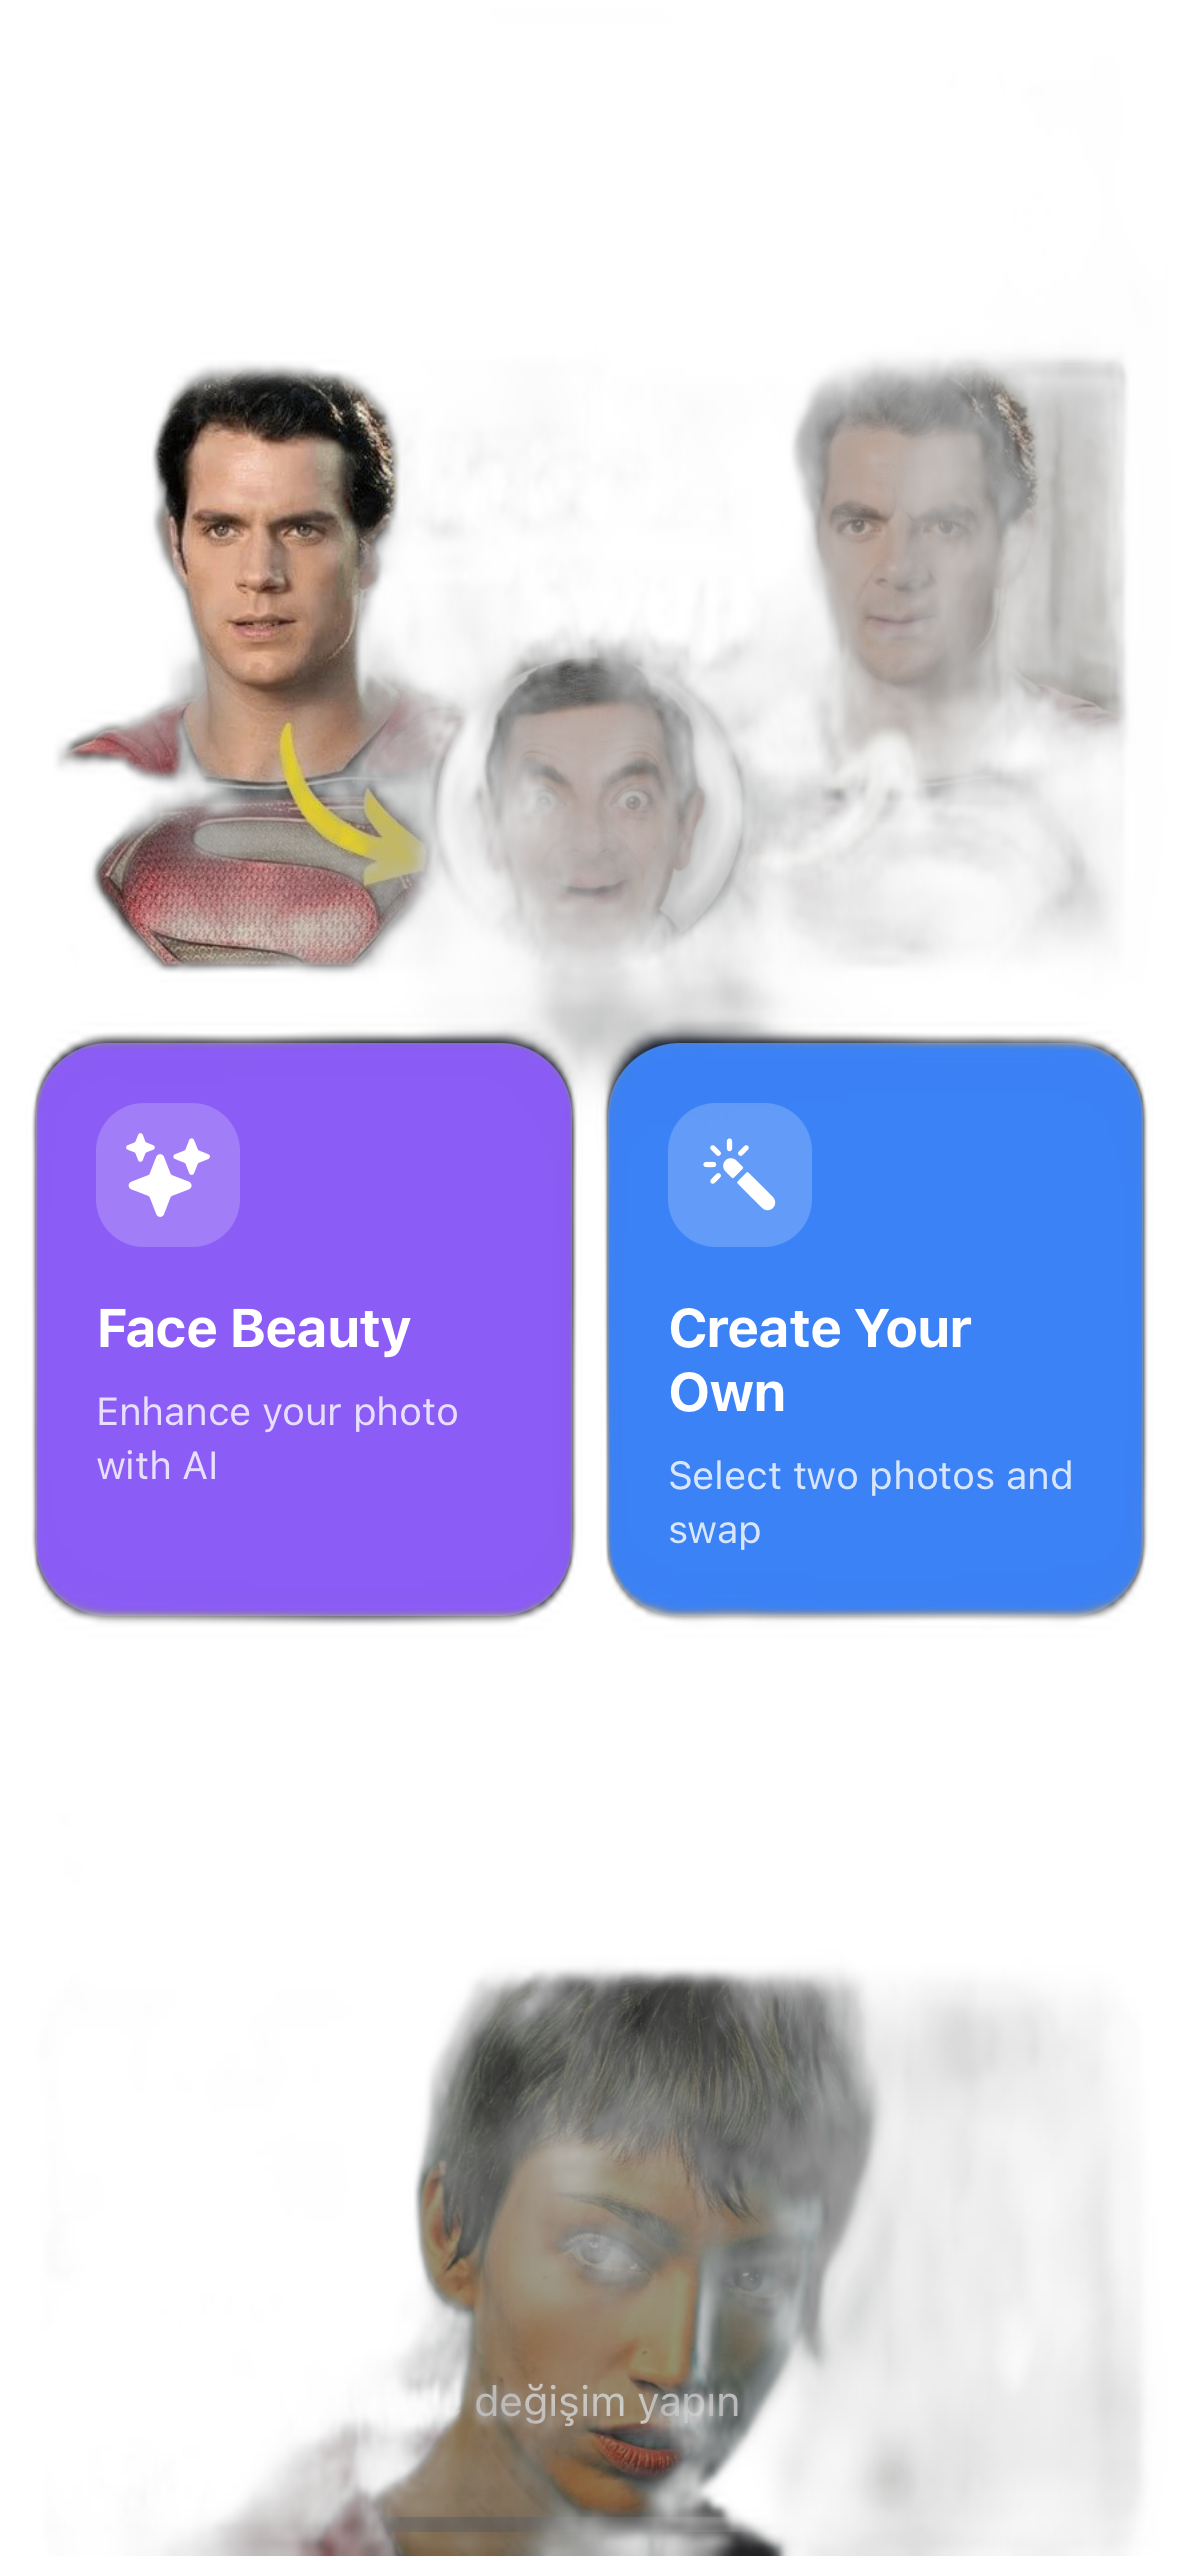 Face Beauty
Enhance your photo
with AI
Create Your
Own
Select two photos and
swap
değişim yapın